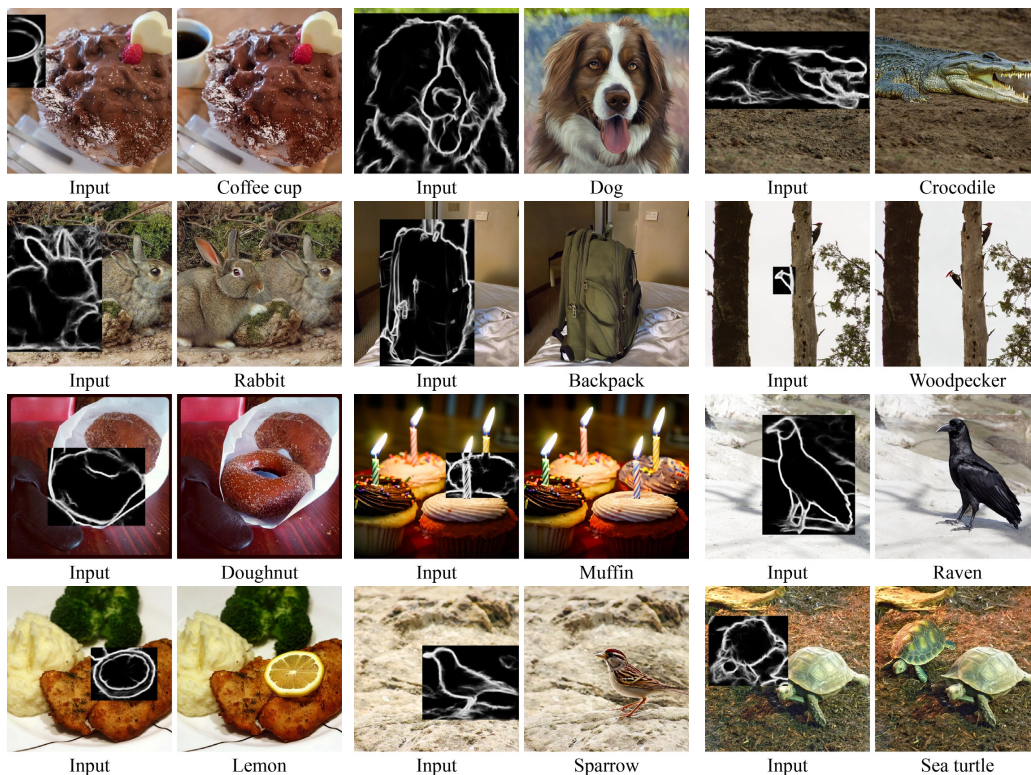 Input Coffee cup Input Dog Input Crocodile
Input Rabbit Input Backpack Input Woodpecker
Input Doughnut Input Muffin Input Raven
Input Lemon Input Sparrow Input Sea turtle